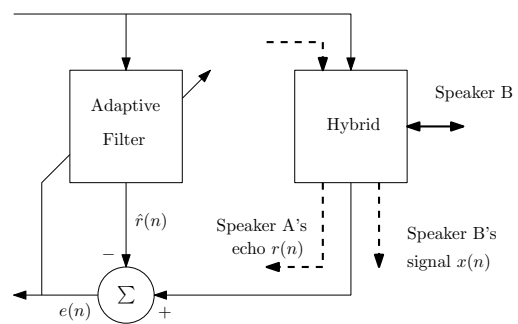 Speaker B
Adaptive
Filter
Hybrid
r̂(n)
Speaker A's
echo r(n)
Speaker B's
signal x(n)
−
Σ
+
e(n)